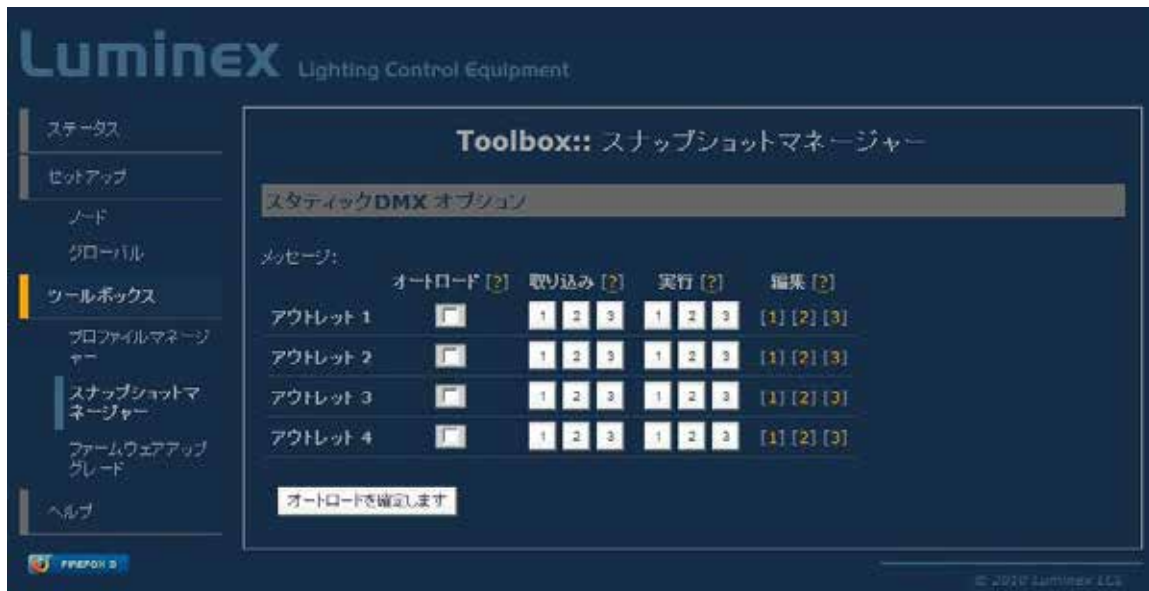 Luminex Lighting Control Equipment
ステータス
セットアップ
ノード
グローバル
ツールボックス
プロファイルマネージ
ャー
スナップショットマ
ネージャー
ファームウェアアップ
グレード
ヘルプ
FIREFOX 3
Toolbox:: スナップショットマネージャー
スタティックDMX オプション
メッセージ:
オートロード [?] 取り込み [?] 実行 [?] 編集 [?]
アウトレット 1 1 2 3 1 2 3 [1] [2] [3]
アウトレット 2 1 2 3 1 2 3 [1] [2] [3]
アウトレット 3 1 2 3 1 2 3 [1] [2] [3]
アウトレット 4 1 2 3 1 2 3 [1] [2] [3]
オートロードを確定します
© 2010 Luminex LCE